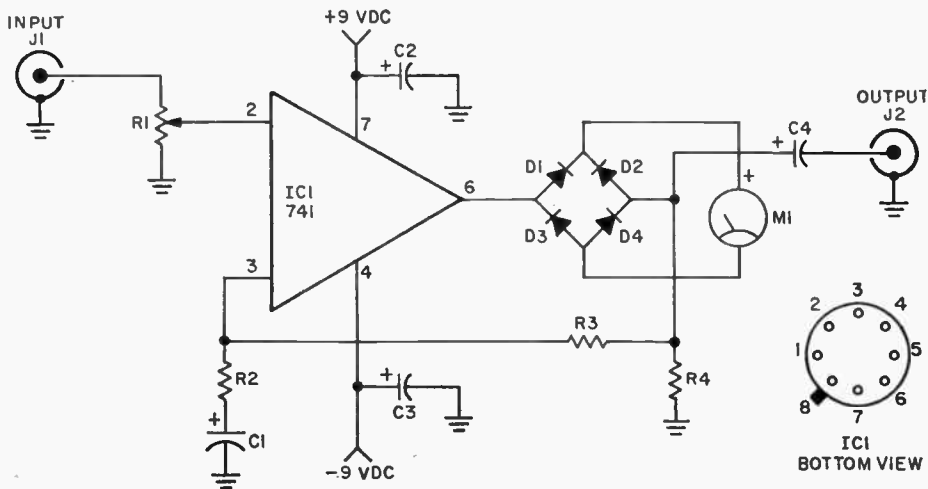 INPUT
J1
R1
+9 VDC
+
C2
2
7
IC1
741
6
3
4
R2
+
C1
+
C3
-9 VDC
D1
D2
D3
D4
R3
R4
+
C4
+
M1
OUTPUT
J2
1
2
3
4
5
6
7
8
IC1
BOTTOM VIEW